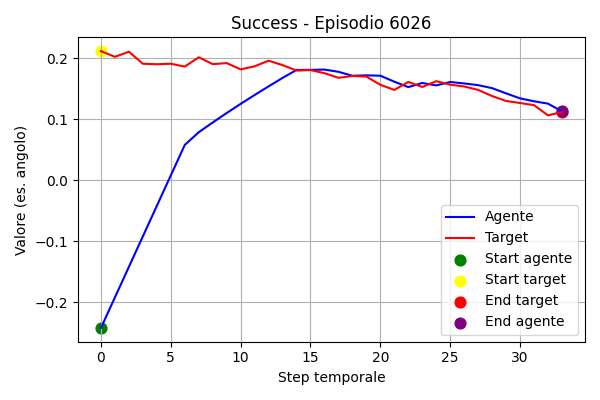 Success - Episodio 6026
Valore (es. angolo)
0.2
0.1
0.0
−0.1
−0.2
0
5
10
15
20
25
30
Step temporale
Agente
Target
Start agente
Start target
End target
End agente